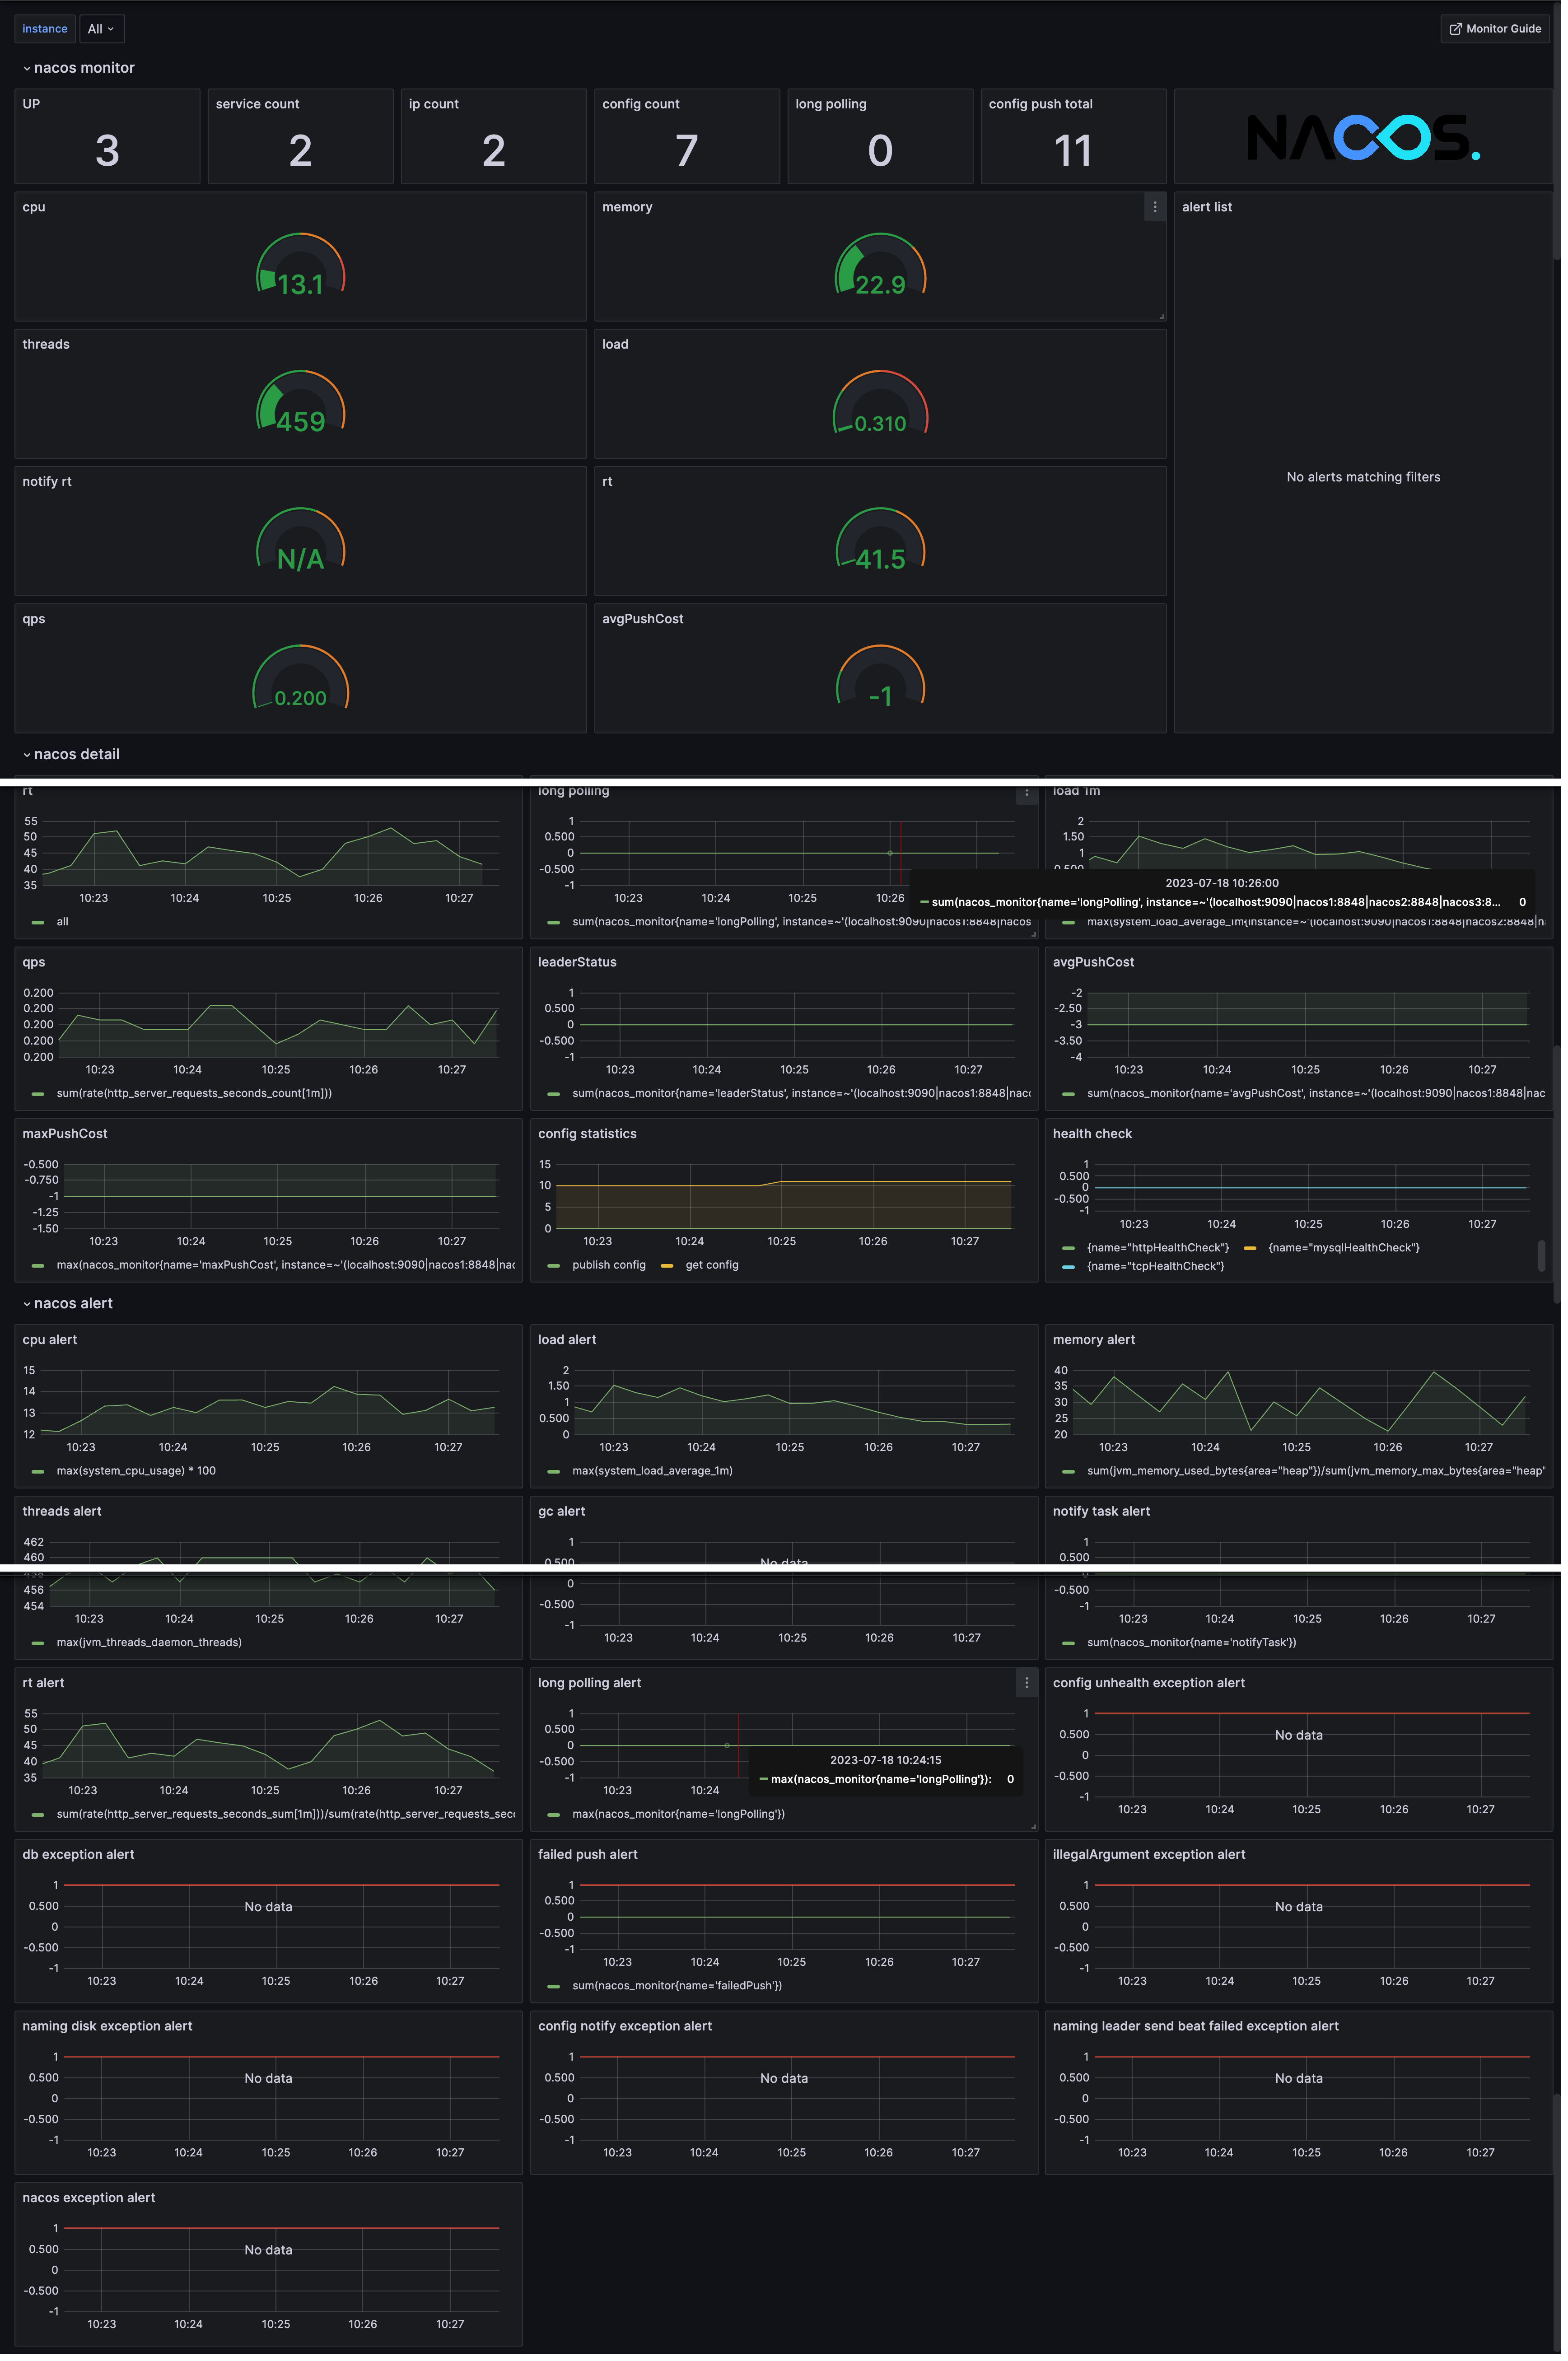 instance All Monitor Guide
nacos monitor
UP service count ip count config count long polling config push total
3 2 2 7 0 11 NACOS.
cpu memory alert list
13.1 22.9
threads load
459 0.310
No alerts matching filters
notify rt rt
N/A 41.5
qps avgPushCost
0.200 -1
nacos detail
rt
55
50
45
40
35
10:23 10:24 10:25 10:26 10:27
all
long polling
1
0.500
0
-0.500
-1
10:23 10:24 10:25 10:26
sum(nacos_monitor{name='longPolling', instance=~'(localhost:9090|nacos1:8848|nacos
load 1m
2
1.50
1
0.500
2023-07-18 10:26:00
sum(nacos_monitor{name='longPolling', instance=~'(localhost:9090|nacos1:8848|nacos2:8848|nacos3:8... 0
max(system_load_average_1m{instance=~'(localhost:9090|nacos1:8848|nacos2:8848|n
qps
0.200
0.200
0.200
0.200
0.200
10:23 10:24 10:25 10:26 10:27
sum(rate(http_server_requests_seconds_count[1m]))
leaderStatus
1
0.500
0
-0.500
-1
10:23 10:24 10:25 10:26 10:27
sum(nacos_monitor{name='leaderStatus', instance=~'(localhost:9090|nacos1:8848|nac
avgPushCost
-2
-2.50
-3
-3.50
-4
10:23 10:24 10:25 10:26 10:27
sum(nacos_monitor{name='avgPushCost', instance=~'(localhost:9090|nacos1:8848|nac
maxPushCost
-0.500
-0.750
-1
-1.25
-1.50
10:23 10:24 10:25 10:26 10:27
max(nacos_monitor{name='maxPushCost', instance=~'(localhost:9090|nacos1:8848|nac
config statistics
15
10
5
0
10:23 10:24 10:25 10:26 10:27
publish config get config
health check
1
0.500
0
-0.500
-1
10:23 10:24 10:25 10:26 10:27
{name="httpHealthCheck"} {name="mysqlHealthCheck"}
{name="tcpHealthCheck"}
nacos alert
cpu alert
15
14
13
12
10:23 10:24 10:25 10:26 10:27
max(system_cpu_usage) * 100
load alert
2
1.50
1
0.500
0
10:23 10:24 10:25 10:26 10:27
max(system_load_average_1m)
memory alert
40
35
30
25
20
10:23 10:24 10:25 10:26 10:27
sum(jvm_memory_used_bytes{area="heap"})/sum(jvm_memory_max_bytes{area="heap"
threads alert
462
460
458
456
454
10:23 10:24 10:25 10:26 10:27
max(jvm_threads_daemon_threads)
gc alert
1
0.500
No data
0
-0.500
-1
10:23 10:24 10:25 10:26 10:27
notify task alert
1
0.500
0
-0.500
-1
10:23 10:24 10:25 10:26 10:27
sum(nacos_monitor{name='notifyTask'})
rt alert
55
50
45
40
35
10:23 10:24 10:25 10:26 10:27
sum(rate(http_server_requests_seconds_sum[1m]))/sum(rate(http_server_requests_sec
long polling alert
1
0.500
0
-0.500
-1
10:23 10:24
2023-07-18 10:24:15
max(nacos_monitor{name='longPolling'}): 0
max(nacos_monitor{name='longPolling'})
config unhealth exception alert
1
0.500
0
-0.500
-1
No data
10:23 10:24 10:25 10:26 10:27
db exception alert
1
0.500
0
-0.500
-1
No data
10:23 10:24 10:25 10:26 10:27
failed push alert
1
0.500
0
-0.500
-1
10:23 10:24 10:25 10:26 10:27
sum(nacos_monitor{name='failedPush'})
illegalArgument exception alert
1
0.500
0
-0.500
-1
No data
10:23 10:24 10:25 10:26 10:27
naming disk exception alert
1
0.500
0
-0.500
-1
No data
10:23 10:24 10:25 10:26 10:27
config notify exception alert
1
0.500
0
-0.500
-1
No data
10:23 10:24 10:25 10:26 10:27
naming leader send beat failed exception alert
1
0.500
0
-0.500
-1
No data
10:23 10:24 10:25 10:26 10:27
nacos exception alert
1
0.500
0
-0.500
-1
No data
10:23 10:24 10:25 10:26 10:27